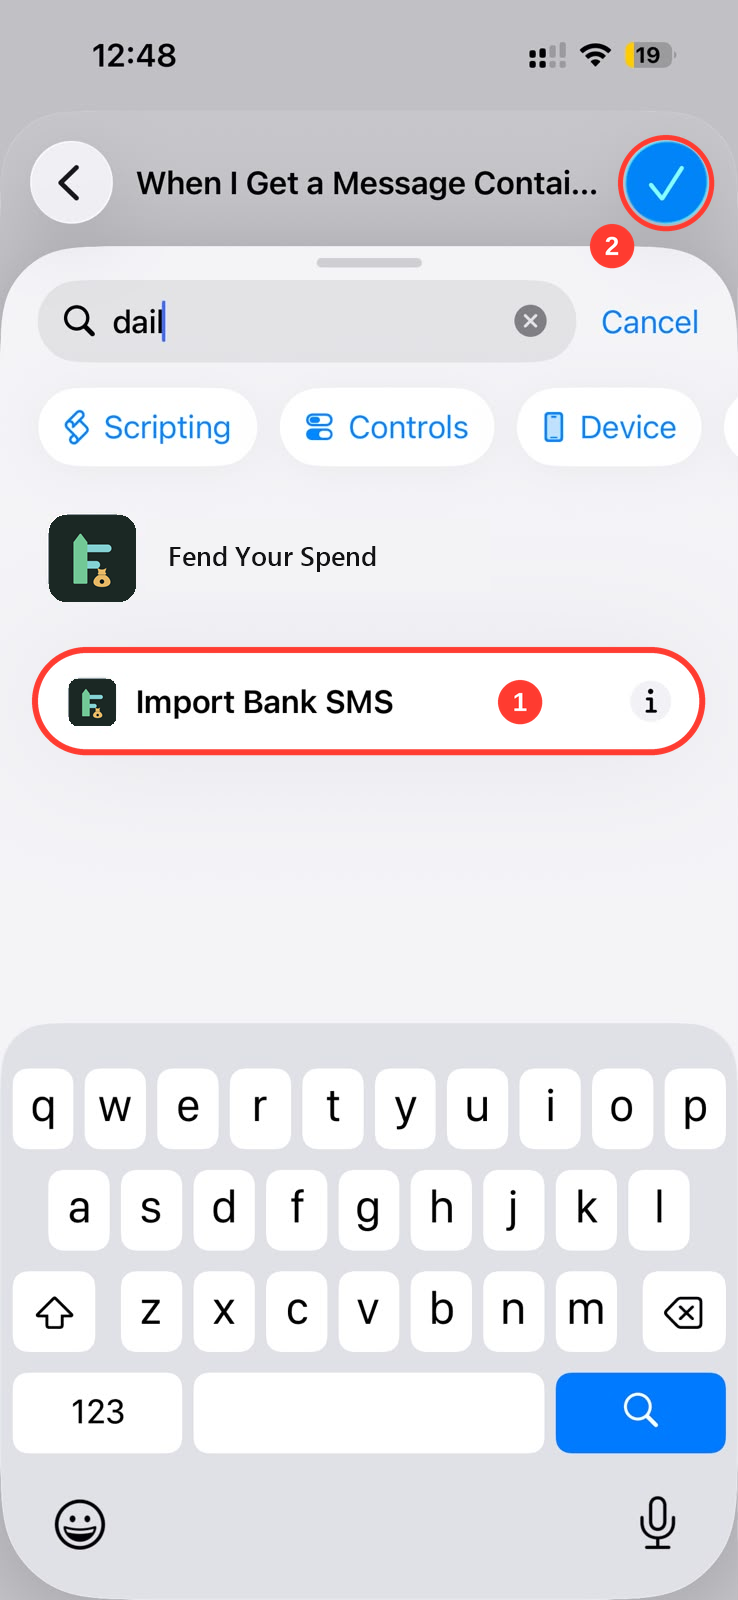 12:48
19
When I Get a Message Contai...
2
dail
Cancel
Scripting
Controls
Device
Fend Your Spend
Import Bank SMS
1
i
q w e r t y u i o p
a s d f g h j k l
z x c v b n m
123